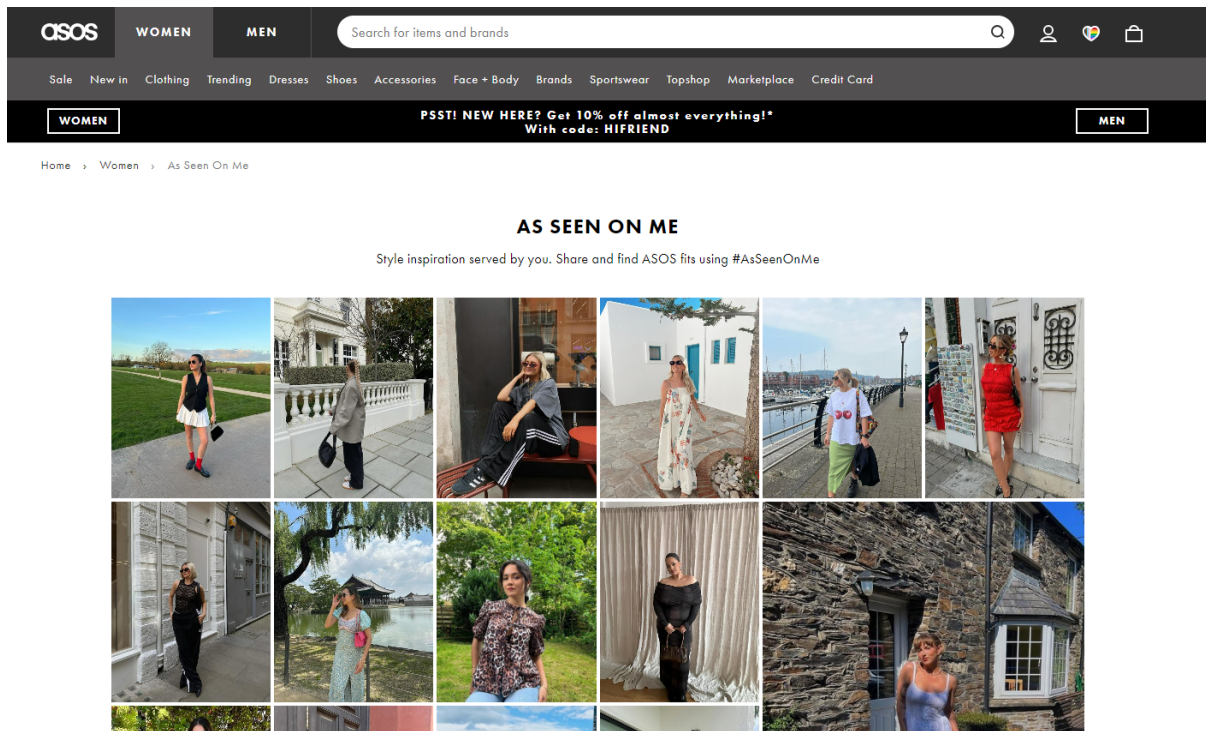 asos
WOMEN
MEN
Search for items and brands
Sale New in Clothing Trending Dresses Shoes Accessories Face + Body Brands Sportswear Topshop Marketplace Credit Card
WOMEN
PSST! NEW HERE? Get 10% off almost everything!*
With code: HIFRIEND
MEN
Home › Women › As Seen On Me
AS SEEN ON ME
Style inspiration served by you. Share and find ASOS fits using #AsSeenOnMe